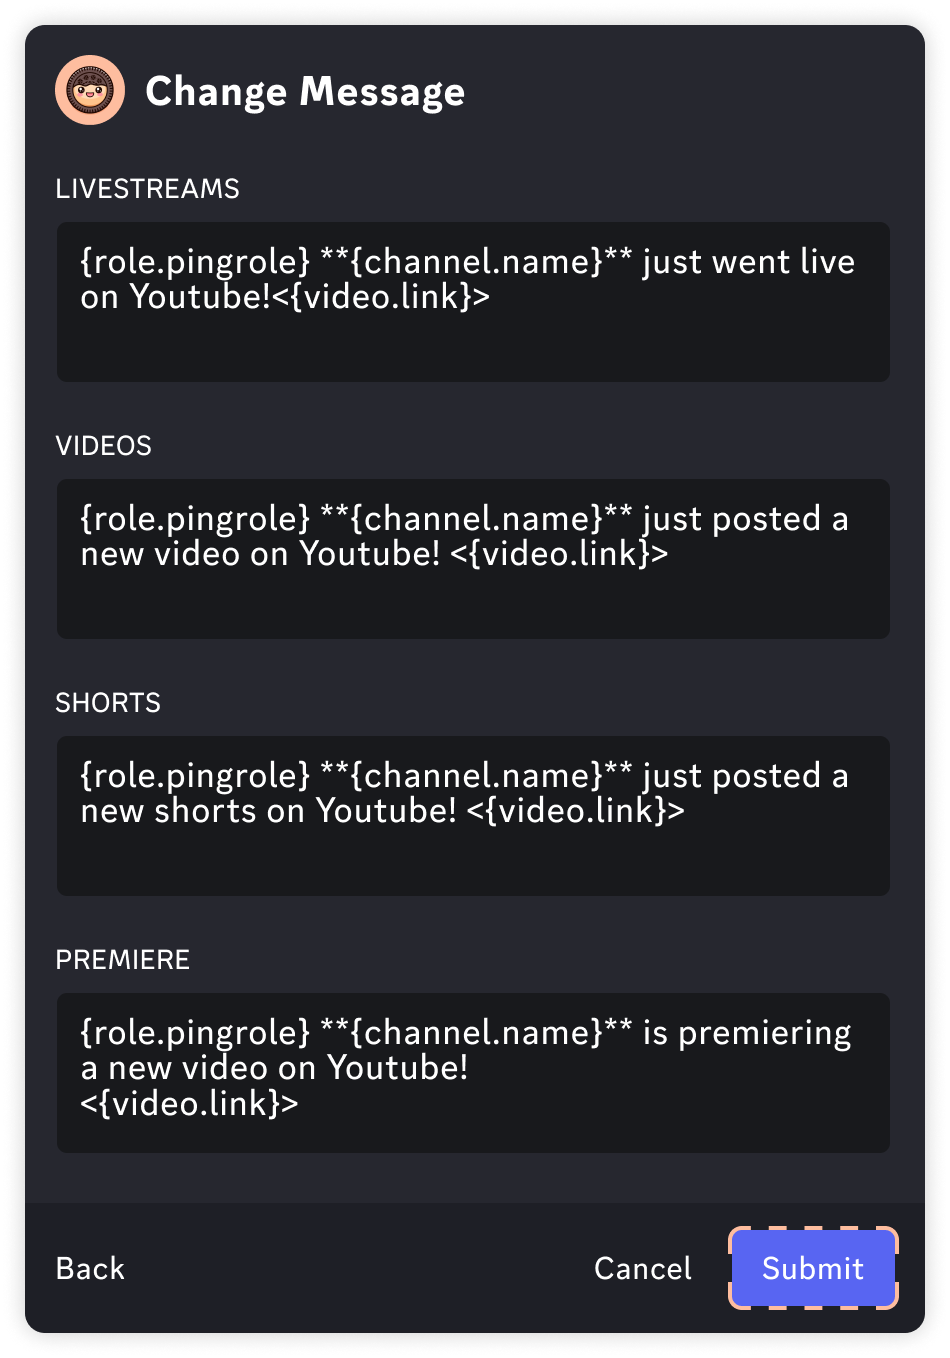 Change Message
LIVESTREAMS
{role.pingrole} **{channel.name}** just went live
on Youtube!<{video.link}>
VIDEOS
{role.pingrole} **{channel.name}** just posted a
new video on Youtube! <{video.link}>
SHORTS
{role.pingrole} **{channel.name}** just posted a
new shorts on Youtube! <{video.link}>
PREMIERE
{role.pingrole} **{channel.name}** is premiering
a new video on Youtube!
<{video.link}>
Back Cancel Submit